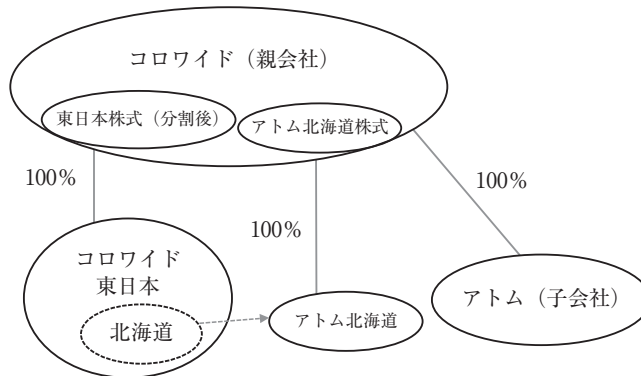 コロワイド（親会社）
東日本株式（分割後）
アトム北海道株式
100%
100%
100%
コロワイド
東日本
北海道
アトム北海道
アトム（子会社）